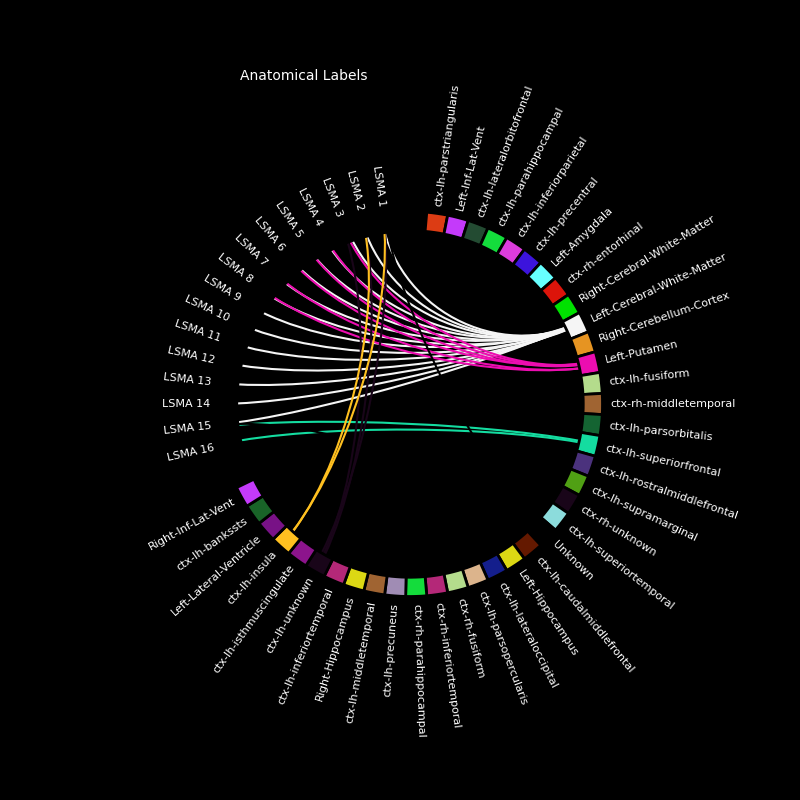 Anatomical Labels
LSMA 1
LSMA 2
LSMA 3
LSMA 4
LSMA 5
LSMA 6
LSMA 7
LSMA 8
LSMA 9
LSMA 10
LSMA 11
LSMA 12
LSMA 13
LSMA 14
LSMA 15
LSMA 16
Right-Inf-Lat-Vent
ctx-lh-bankssts
Left-Lateral-Ventricle
ctx-lh-insula
ctx-lh-isthmuscingulate
ctx-lh-unknown
ctx-lh-inferiortemporal
Right-Hippocampus
ctx-lh-middletemporal
ctx-lh-precuneus
ctx-rh-parahippocampal
ctx-rh-inferiortemporal
ctx-rh-fusiform
ctx-lh-parsopercularis
ctx-lh-lateraloccipital
Left-Hippocampus
ctx-lh-caudalmiddlefrontal
Unknown
ctx-lh-superiortemporal
ctx-rh-unknown
ctx-lh-supramarginal
ctx-lh-rostralmiddlefrontal
ctx-lh-superiorfrontal
ctx-lh-parsorbitalis
ctx-rh-middletemporal
ctx-lh-fusiform
Left-Putamen
Right-Cerebellum-Cortex
Left-Cerebral-White-Matter
Right-Cerebral-White-Matter
ctx-rh-entorhinal
Left-Amygdala
ctx-lh-precentral
ctx-lh-inferiorparietal
ctx-lh-parahippocampal
ctx-lh-lateralorbitofrontal
Left-Inf-Lat-Vent
ctx-lh-parstriangularis